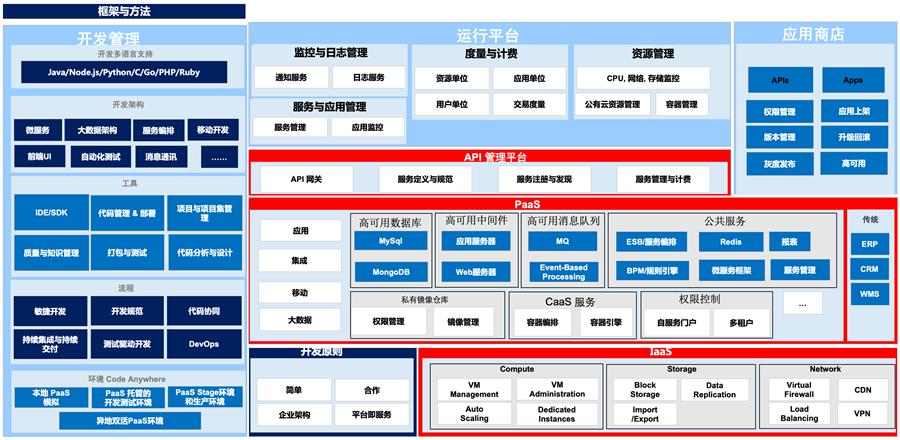 框架与方法
开发管理
开发多语言支持
Java/Node.js/Python/C/Go/PHP/Ruby
开发架构
微服务
大数据架构
服务编排
移动开发
前端UI
自动化测试
消息通讯
……
工具
IDE/SDK
代码管理 & 部署
项目与项目集管
理
质量与知识管理
打包与测试
代码分析与设计
流程
敏捷开发
开发规范
代码协同
持续集成与持续
交付
测试驱动开发
DevOps
环境 Code Anywhere
本地 PaaS
模拟
PaaS 托管的
开发测试环境
PaaS Stage环境
和生产环境
异地双活PaaS环境
运行平台
监控与日志管理
通知服务
日志服务
服务与应用管理
服务管理
应用监控
度量与计费
资源单位
应用单位
用户单位
交易度量
资源管理
CPU, 网络, 存储监控
公有云资源管理
容器管理
应用商店
APIs
Apps
权限管理
应用上架
版本管理
升级回滚
灰度发布
高可用
API 管理平台
API 网关
服务定义与规范
服务注册与发现
服务管理与计费
PaaS
应用
集成
移动
大数据
高可用数据库
MySql
MongoDB
高可用中间件
应用服务器
Web服务器
高可用消息队列
MQ
Event-Based
Processing
公共服务
ESB/服务编排
Redis
报表
BPM/规则引擎
微服务框架
服务管理
私有镜像仓库
权限管理
镜像管理
CaaS 服务
容器编排
容器引擎
权限控制
自服务门户
多租户
...
传统
ERP
CRM
WMS
开发原则
简单
合作
企业架构
平台即服务
IaaS
Compute
VM
Management
VM
Administration
Auto
Scaling
Dedicated
Instances
Storage
Block
Storage
Data
Replication
Import
/Export
Network
Virtual
Firewall
CDN
Load
Balancing
VPN